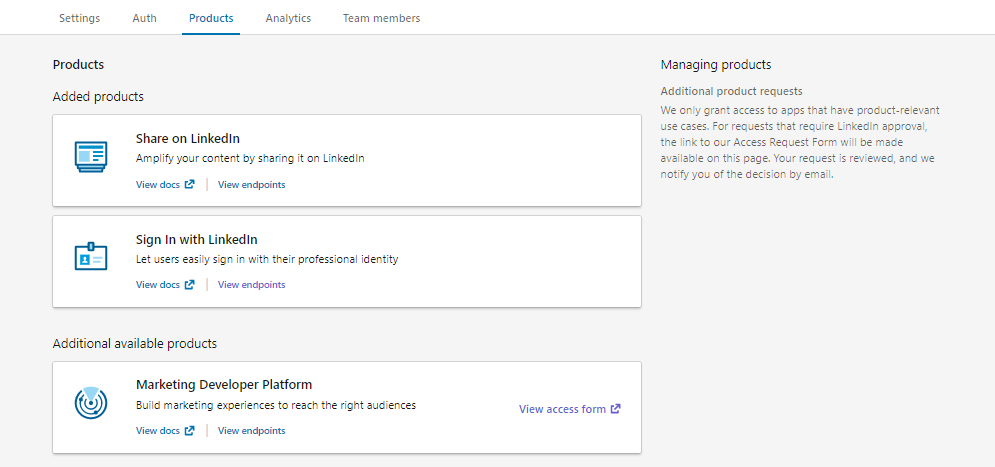 Settings Auth Products Analytics Team members
Products
Added products
Share on LinkedIn
Amplify your content by sharing it on LinkedIn
View docs View endpoints
Sign In with LinkedIn
Let users easily sign in with their professional identity
View docs View endpoints
Additional available products
Marketing Developer Platform
Build marketing experiences to reach the right audiences
View access form
View docs View endpoints
Managing products
Additional product requests
We only grant access to apps that have product-relevant
use cases. For requests that require LinkedIn approval,
the link to our Access Request Form will be made
available on this page. Your request is reviewed, and we
notify you of the decision by email.